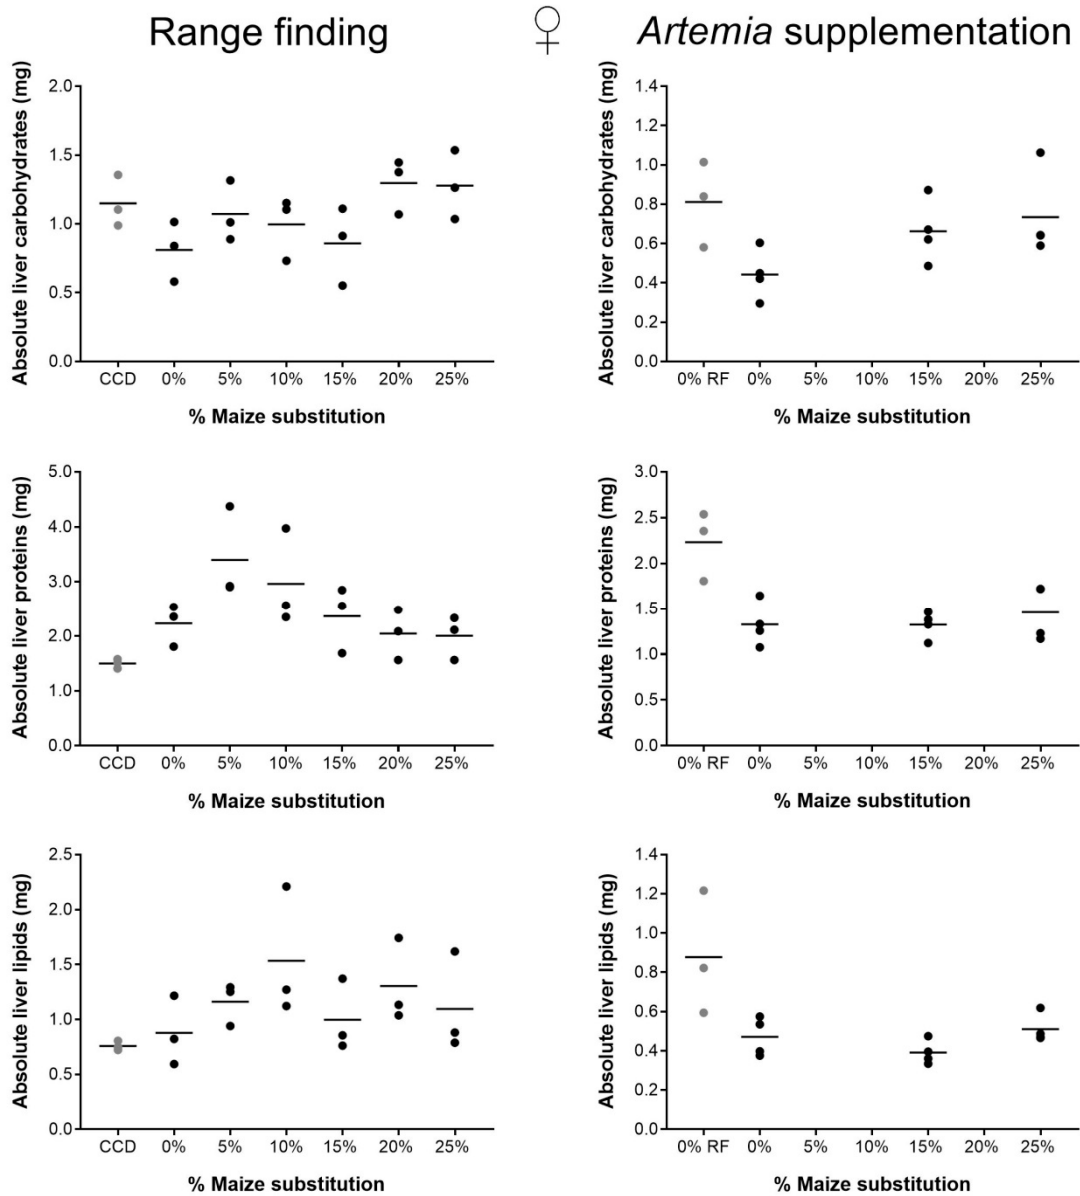 Range finding
♀
Artemia supplementation
Absolute liver carbohydrates (mg)
2.0
1.5
1.0
0.5
0.0
CCD 0% 5% 10% 15% 20% 25%
% Maize substitution
Absolute liver carbohydrates (mg)
1.4
1.2
1.0
0.8
0.6
0.4
0.2
0.0
0% RF 0% 5% 10% 15% 20% 25%
% Maize substitution
Absolute liver proteins (mg)
5.0
4.0
3.0
2.0
1.0
0.0
CCD 0% 5% 10% 15% 20% 25%
% Maize substitution
Absolute liver proteins (mg)
3.0
2.5
2.0
1.5
1.0
0.5
0.0
0% RF 0% 5% 10% 15% 20% 25%
% Maize substitution
Absolute liver lipids (mg)
2.5
2.0
1.5
1.0
0.5
0.0
CCD 0% 5% 10% 15% 20% 25%
% Maize substitution
Absolute liver lipids (mg)
1.4
1.2
1.0
0.8
0.6
0.4
0.2
0.0
0% RF 0% 5% 10% 15% 20% 25%
% Maize substitution